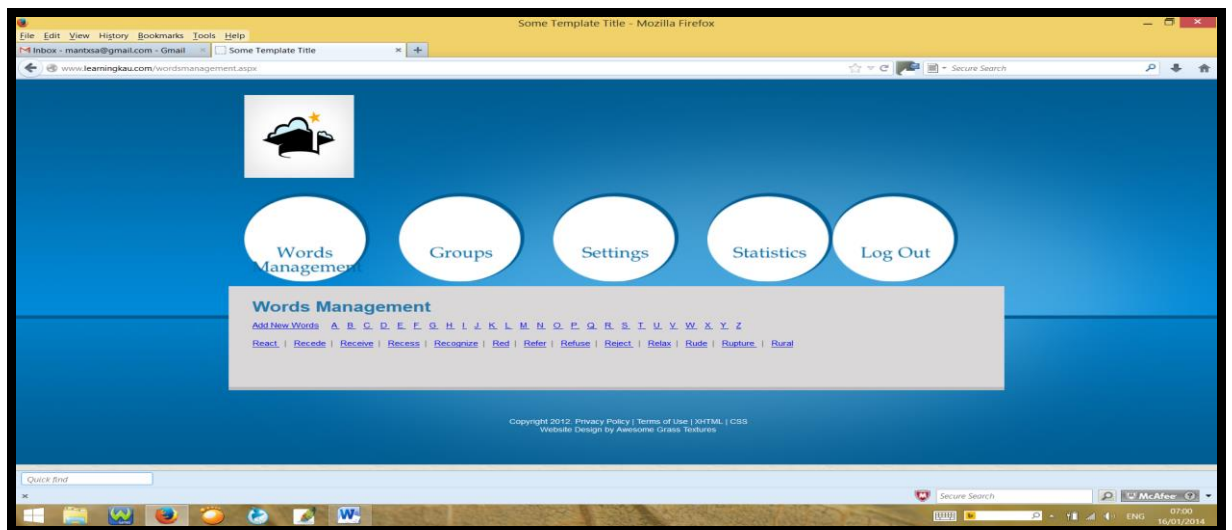 Some Template Title - Mozilla Firefox
File Edit View History Bookmarks Tools Help
Inbox - mantxsa@gmail.com - Gmail Some Template Title
www.learningkau.com/wordsmanagement.aspx Secure Search
Words Management Groups Settings Statistics Log Out
Words Management
Add New Words A B C D E F G H I J K L M N O P Q R S T U V W X Y Z
React | Recede | Receive | Recess | Recognize | Red | Refer | Refuse | Reject | Relax | Rude | Rupture | Rural
Copyright 2012. Privacy Policy | Terms of Use | XHTML | CSS
Website Design by Awesome Grass Textures
Quick find
Secure Search McAfee
ENG 07:00
16/01/2014